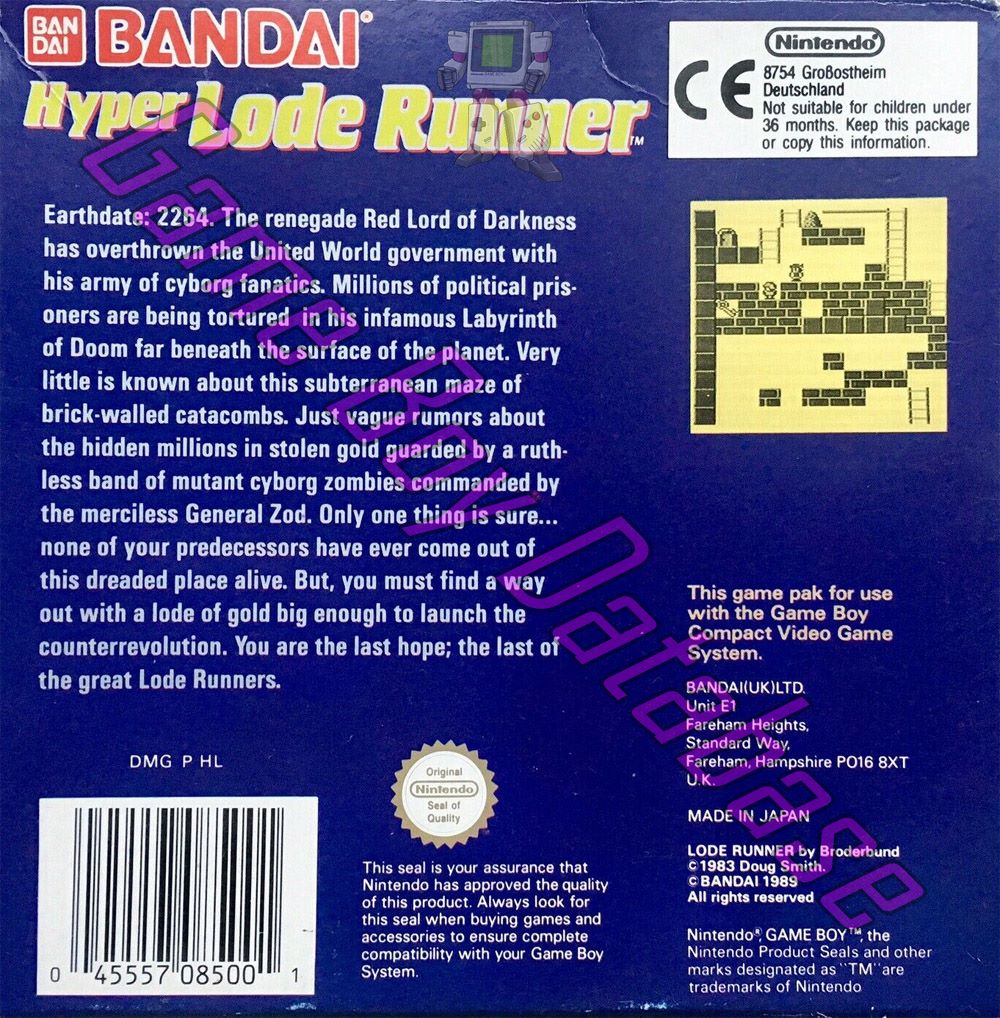 BAN
DAI
BANDAI®
Hyper Lode Runner™
Nintendo®
CE
8754 Großostheim
Deutschland
Not suitable for children under
36 months. Keep this package
or copy this information.
Earthdate: 2264. The renegade Red Lord of Darkness
has overthrown the United World government with
his army of cyborg fanatics. Millions of political pris-
oners are being tortured in his infamous Labyrinth
of Doom far beneath the surface of the planet. Very
little is known about this subterranean maze of
brick-walled catacombs. Just vague rumors about
the hidden millions in stolen gold guarded by a ruth-
less band of mutant cyborg zombies commanded by
the merciless General Zod. Only one thing is sure...
none of your predecessors have ever come out of
this dreaded place alive. But, you must find a way
out with a lode of gold big enough to launch the
counterrevolution. You are the last hope; the last of
the great Lode Runners.
Game Boy Database
This game pak for use
with the Game Boy
Compact Video Game
System.
BANDAI(UK)LTD.
Unit E1
Fareham Heights,
Standard Way,
Fareham, Hampshire PO16 8XT
U.K.
MADE IN JAPAN
LODE RUNNER by Broderbund
©1983 Doug Smith.
©BANDAI 1989
All rights reserved
Nintendo®, GAME BOY™, the
Nintendo Product Seals and other
marks designated as "TM" are
trademarks of Nintendo
DMG P HL
0 45557 08500 1
Original
Nintendo
Seal of
Quality
This seal is your assurance that
Nintendo has approved the quality
of this product. Always look for
this seal when buying games and
accessories to ensure complete
compatibility with your Game Boy
System.